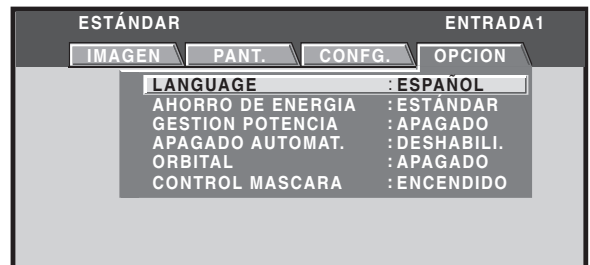 ESTÁNDAR ENTRADA1
IMAGEN PANT. CONFG. OPCION
LANGUAGE : ESPAÑOL
AHORRO DE ENERGIA : ESTÁNDAR
GESTION POTENCIA : APAGADO
APAGADO AUTOMAT. : DESHABILI.
ORBITAL : APAGADO
CONTROL MASCARA : ENCENDIDO